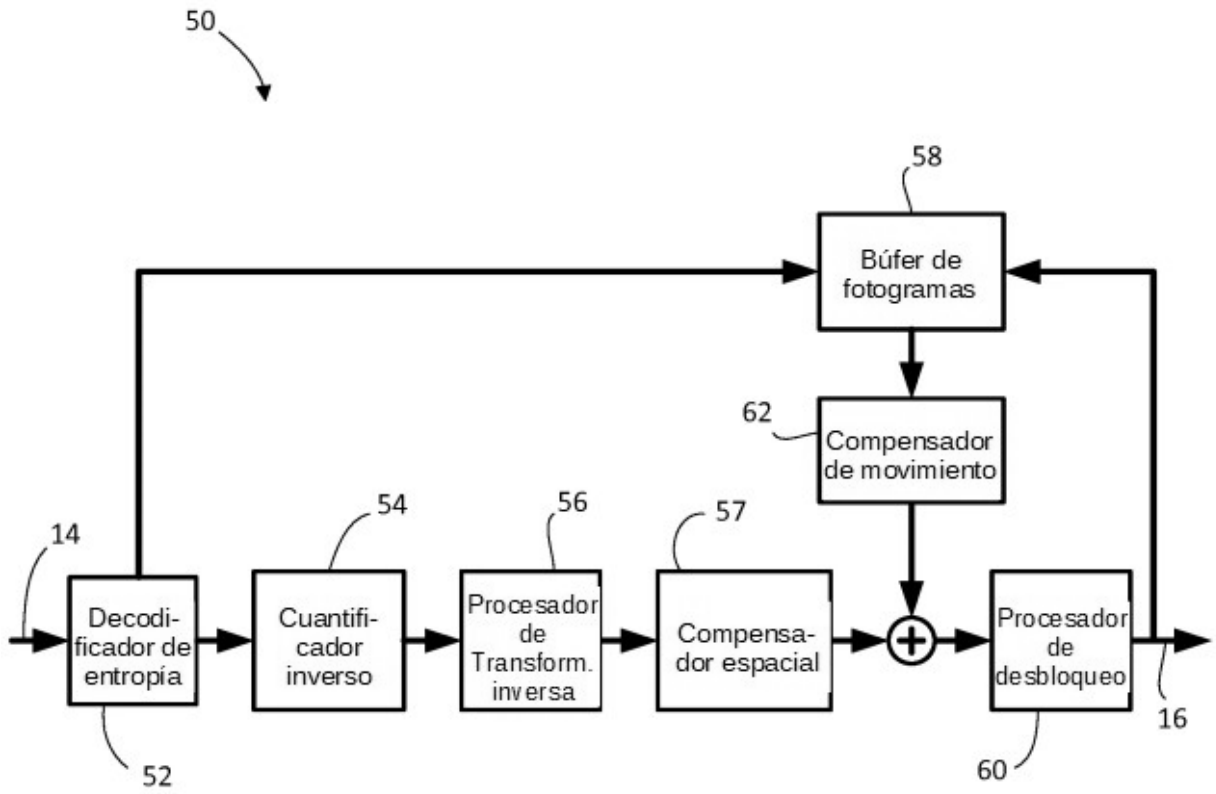 50
58
Búfer de
fotogramas
62
Compensador
de movimiento
14
54
56
57
Decodi-
ficador de
entropía
Cuantifi-
cador
inverso
Procesador
de
Transform.
inversa
Compensa-
dor espacial
Procesador
de
desbloqueo
16
52
60